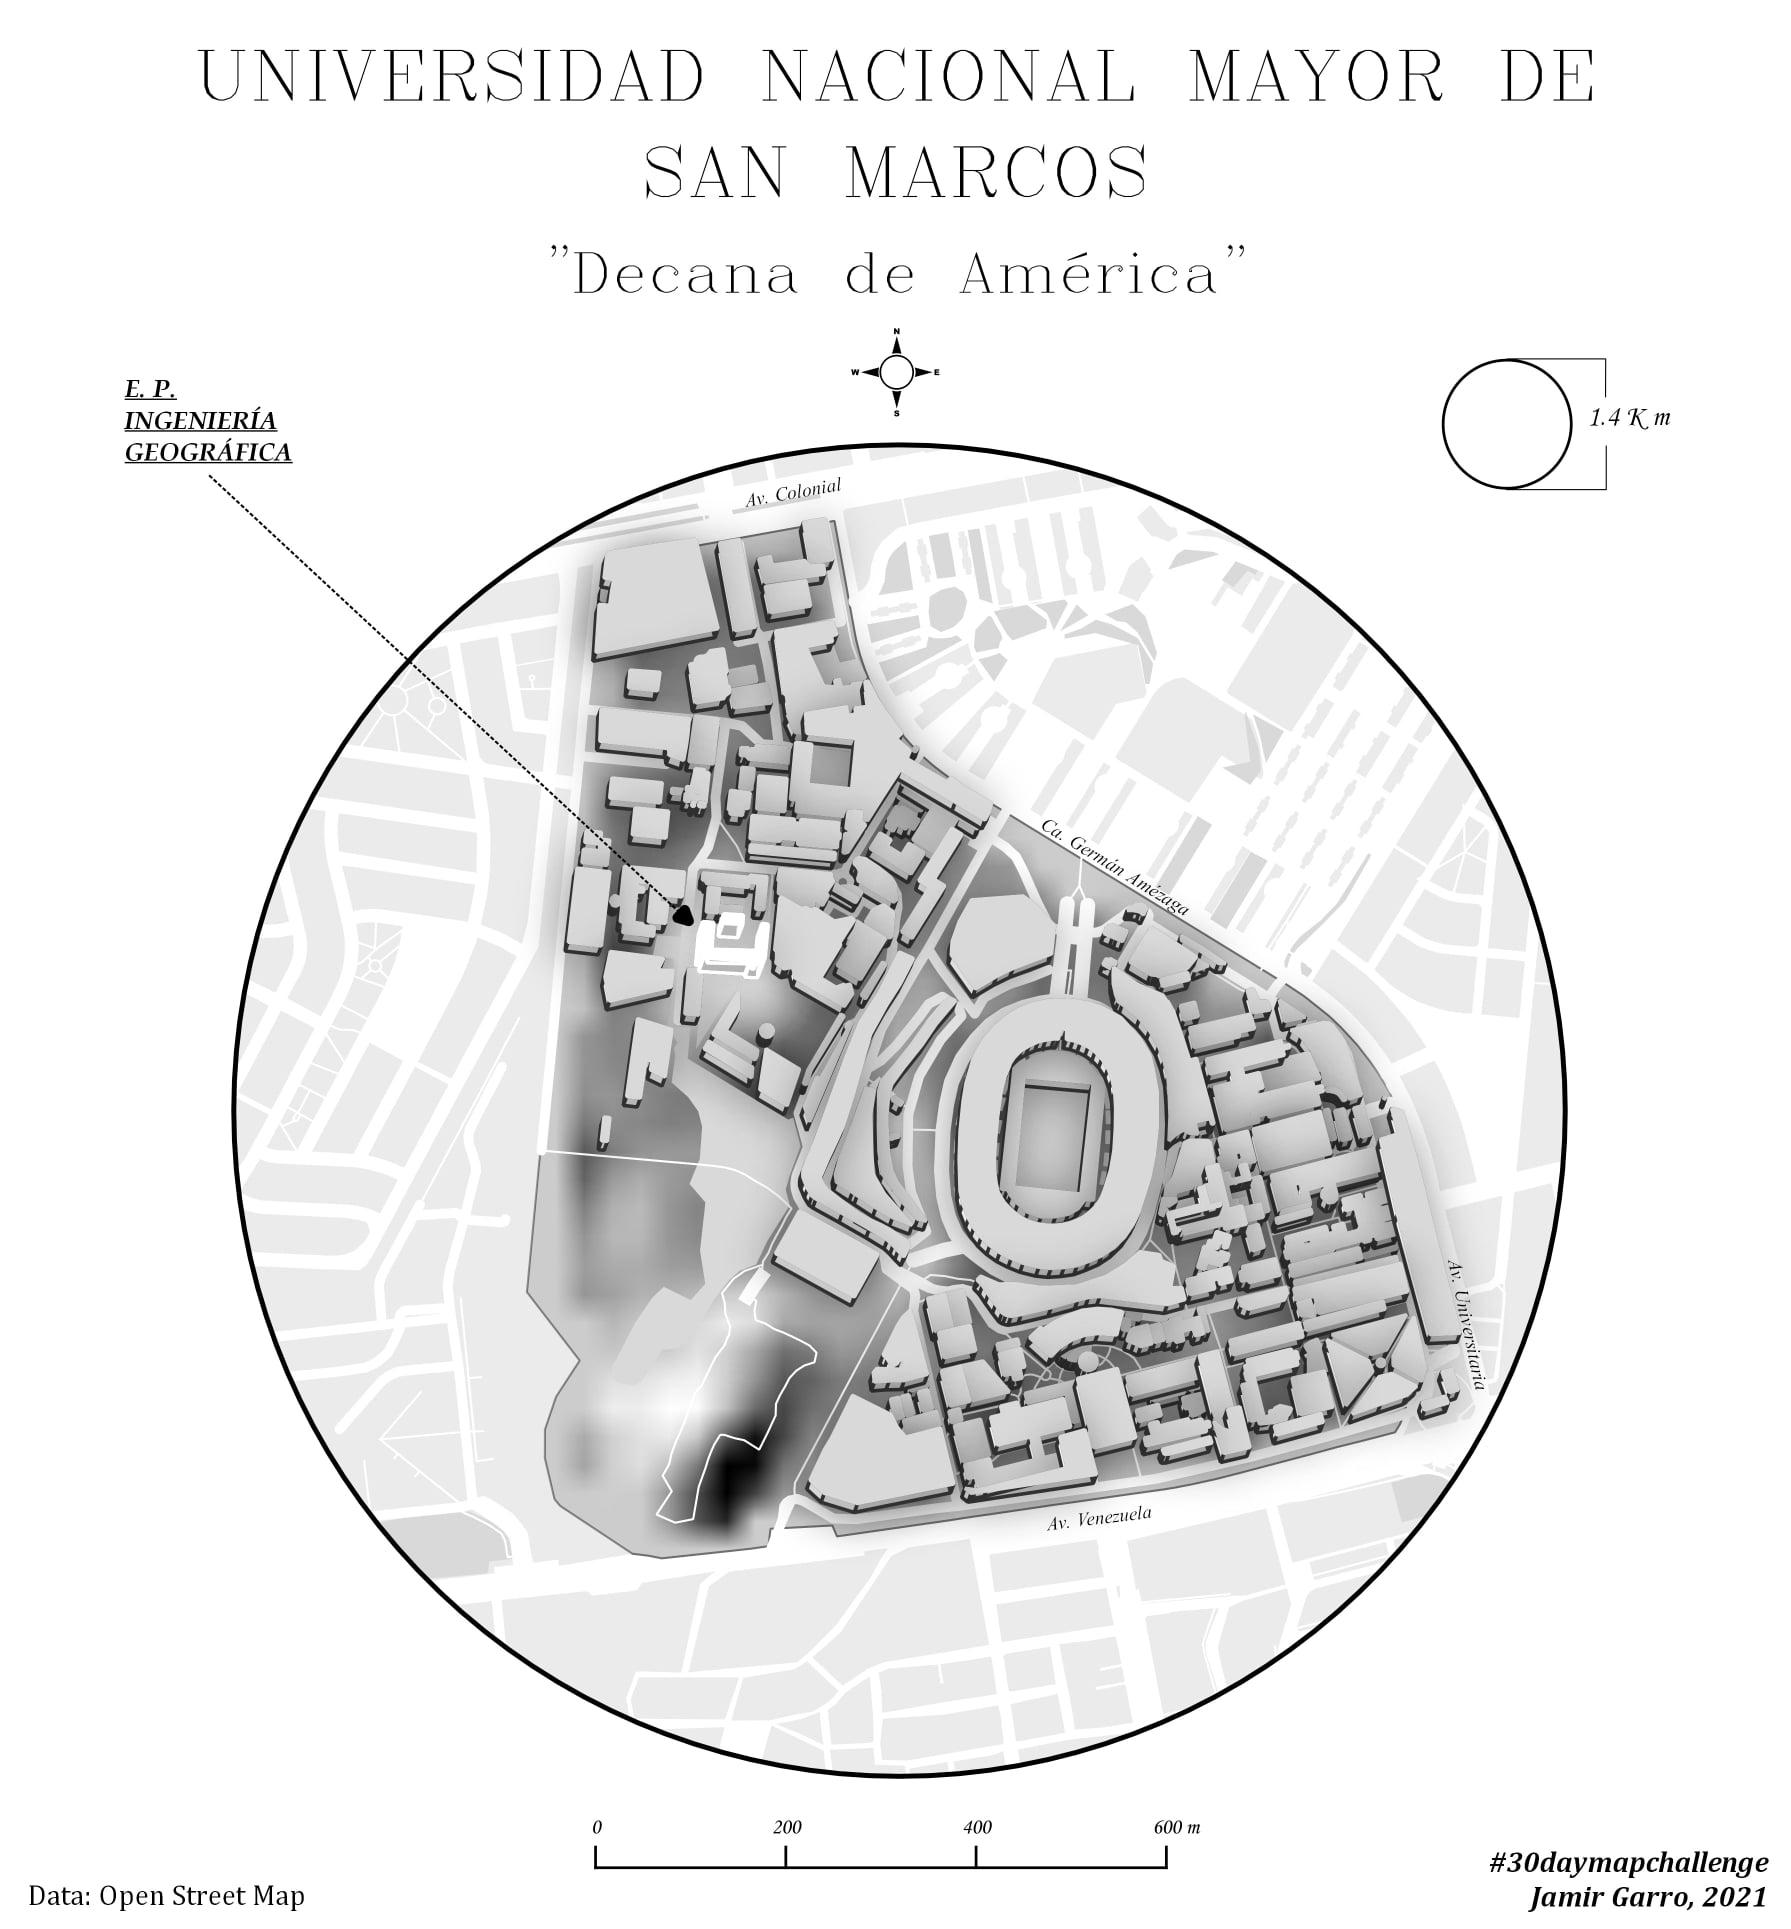 UNIVERSIDAD NACIONAL MAYOR DE
SAN MARCOS
"Decana de América"
N
W
E
S
E. P.
INGENIERÍA
GEOGRÁFICA
1.4 K m
Av. Colonial
Ca. Germán Amézaga
Av. Universitaria
Av. Venezuela
0
200
400
600 m
Data: Open Street Map
#30daymapchallenge
Jamir Garro, 2021